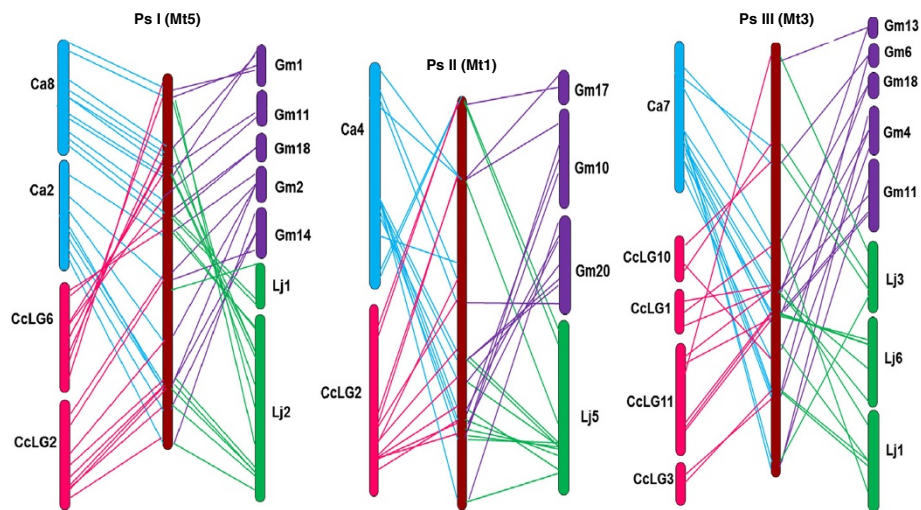 Ps I (Mt5)
Ca8
Ca2
CcLG6
CcLG2
Gm1
Gm11
Gm18
Gm2
Gm14
Lj1
Lj2
Ps II (Mt1)
Ca4
CcLG2
Gm17
Gm10
Gm20
Lj5
Ps III (Mt3)
Ca7
CcLG10
CcLG1
CcLG11
CcLG3
Gm13
Gm6
Gm18
Gm4
Gm11
Lj3
Lj6
Lj1